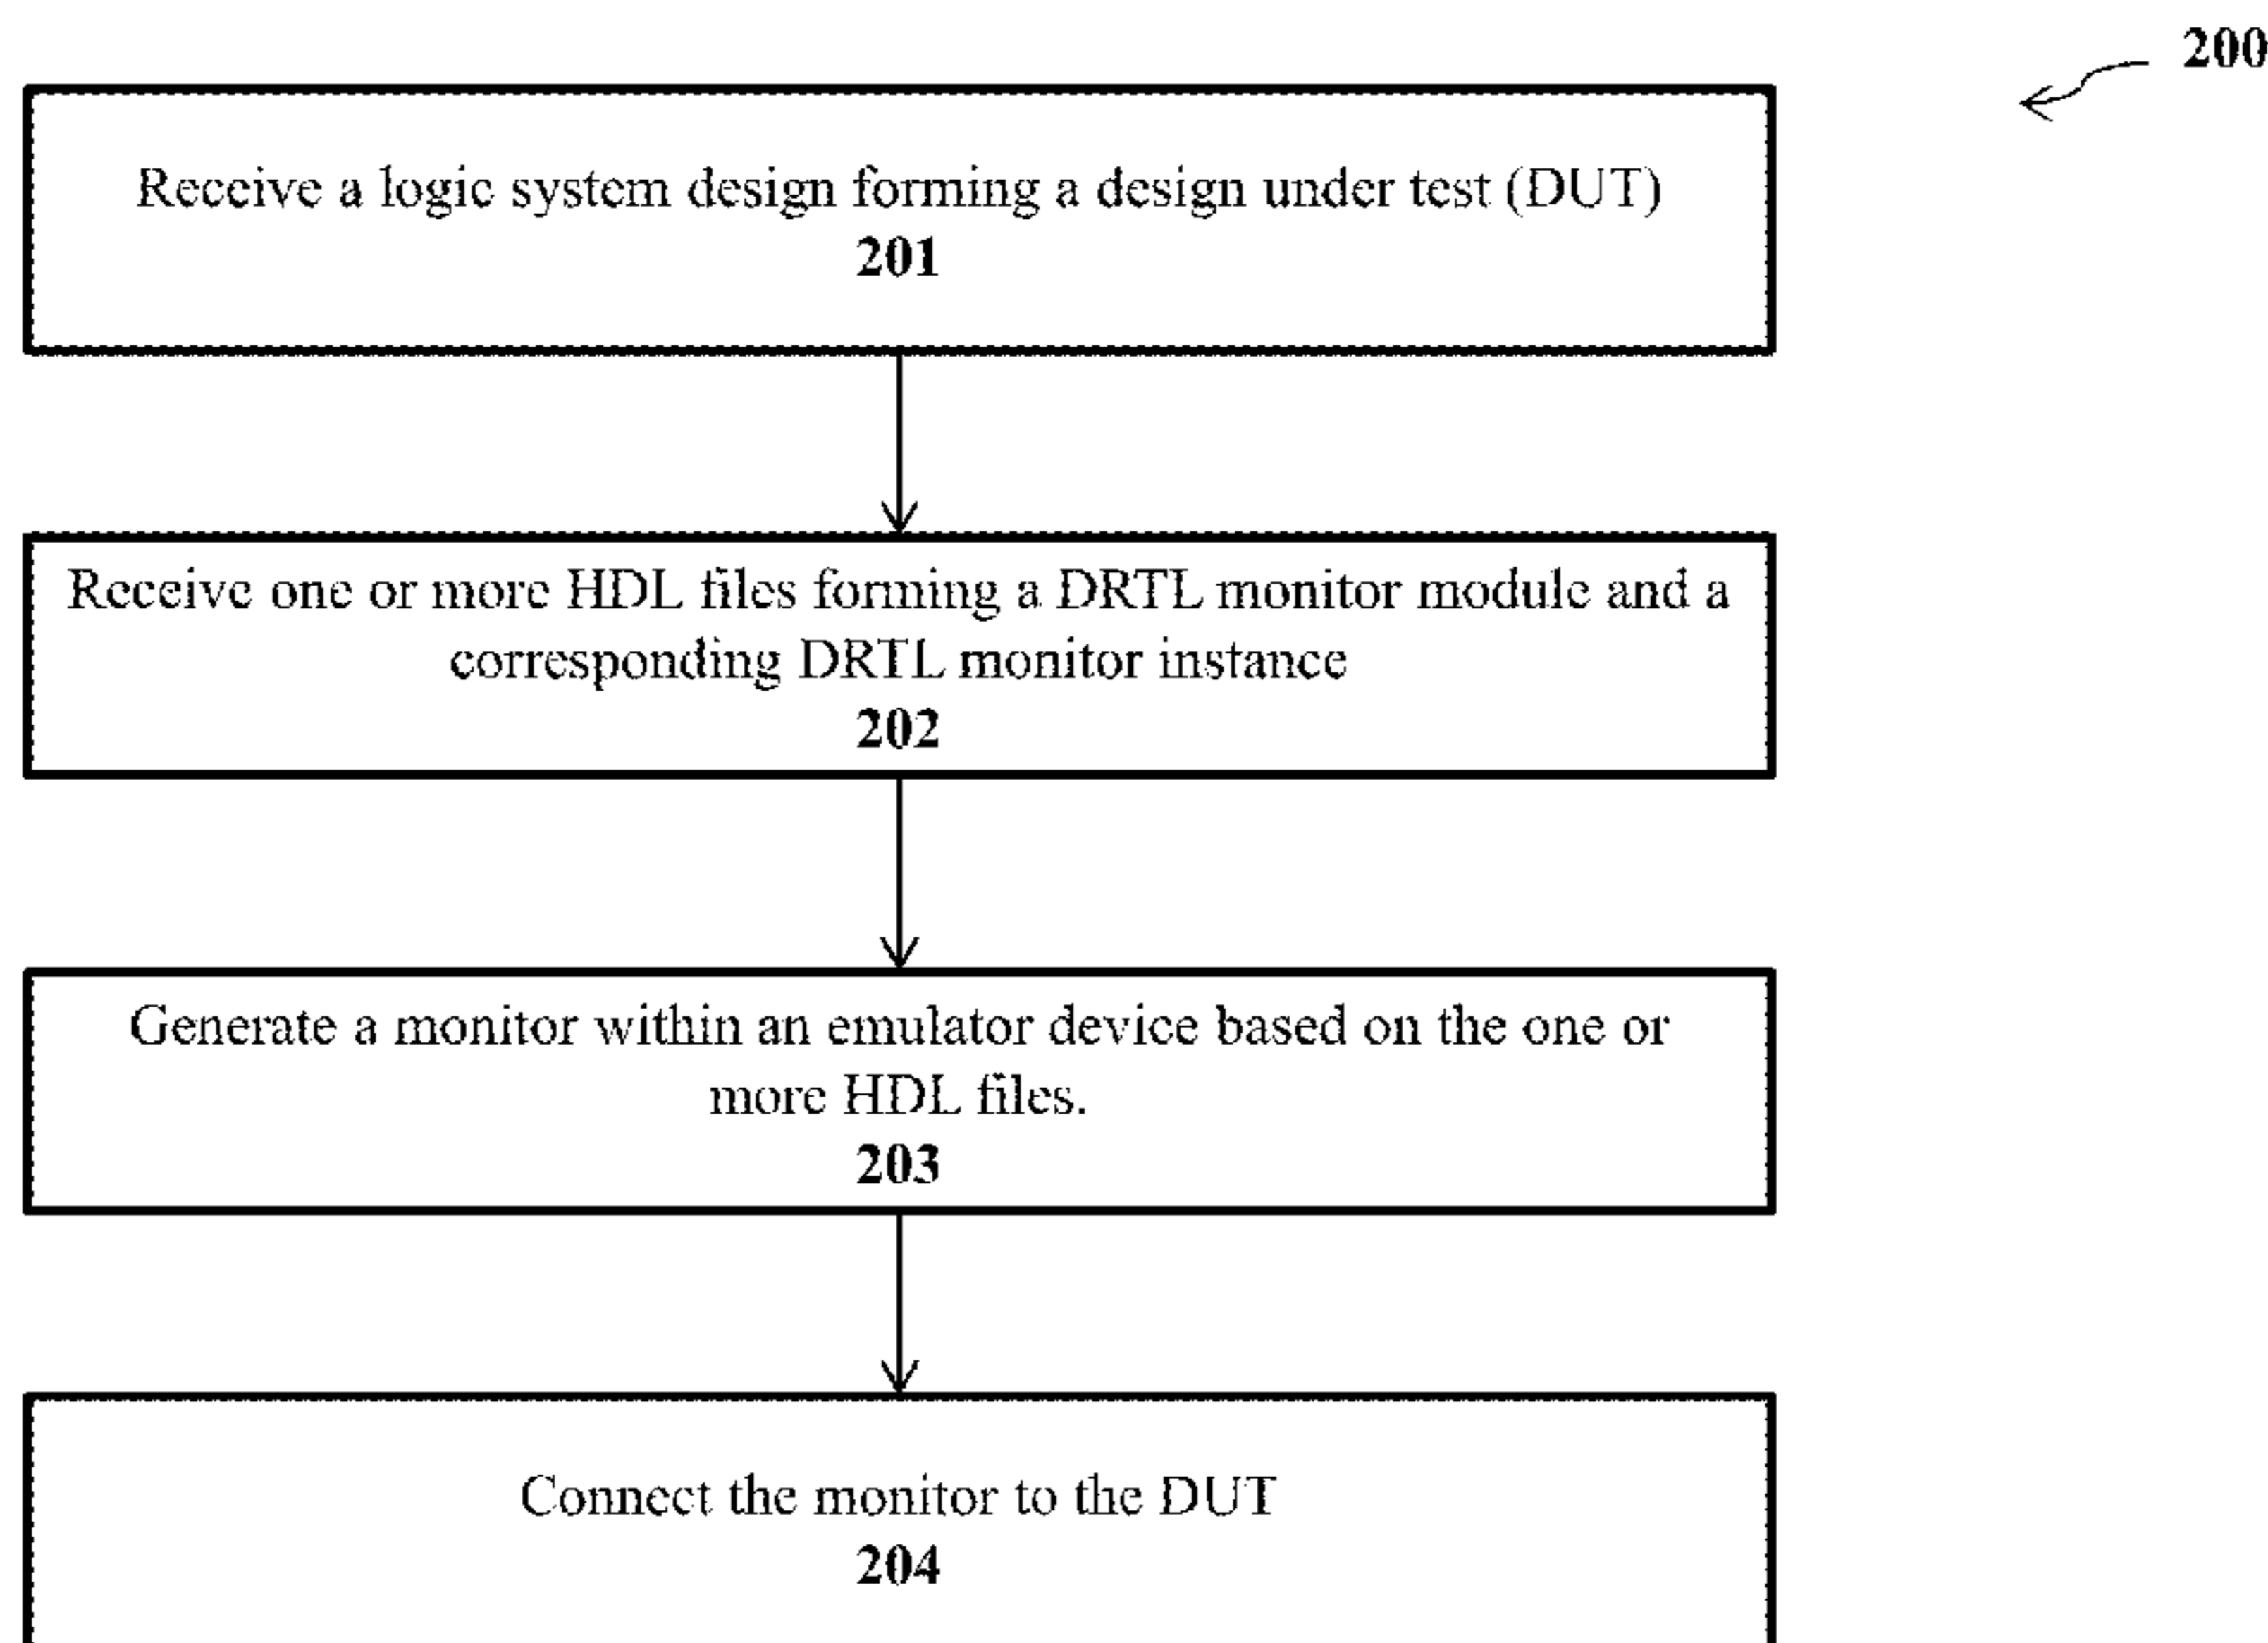 200
Receive a logic system design forming a design under test (DUT)
201
Receive one or more HDL files forming a DRTL monitor module and a
corresponding DRTL monitor instance
202
Generate a monitor within an emulator device based on the one or
more HDL files.
203
Connect the monitor to the DUT
204